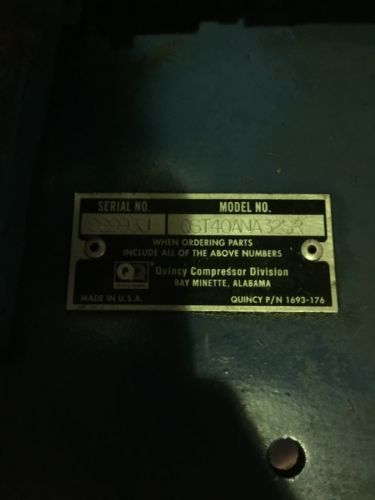 SERIAL NO. MODEL NO.
QST40ANA32SR
WHEN ORDERING PARTS
INCLUDE ALL OF THE ABOVE NUMBERS
Quincy Compressor Division
BAY MINETTE, ALABAMA
MADE IN U.S.A. QUINCY P/N 1693-176